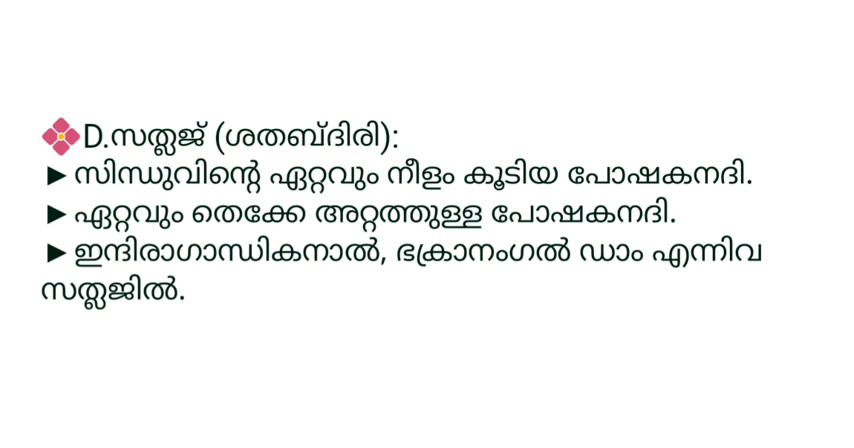 🌸D.സത്ലജ് (ശതബ്ദിരി):
►സിന്ധുവിന്റെ ഏറ്റവും നീളം കൂടിയ പോഷകനദി.
►ഏറ്റവും തെക്കേ അറ്റത്തുള്ള പോഷകനദി.
►ഇന്ദിരാഗാന്ധികനാൽ, ഭക്രാനംഗൽ ഡാം എന്നിവ
സത്ലജിൽ.